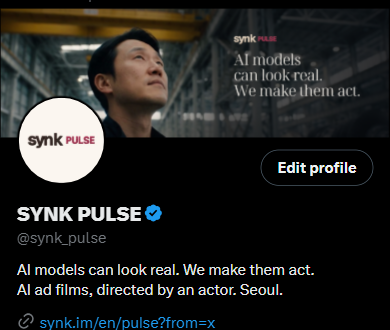 synk PULSE
AI models
can look real.
We make them act.
synk PULSE
Edit profile
SYNK PULSE
@synk_pulse
AI models can look real. We make them act.
AI ad films, directed by an actor. Seoul.
synk.im/en/pulse?from=x